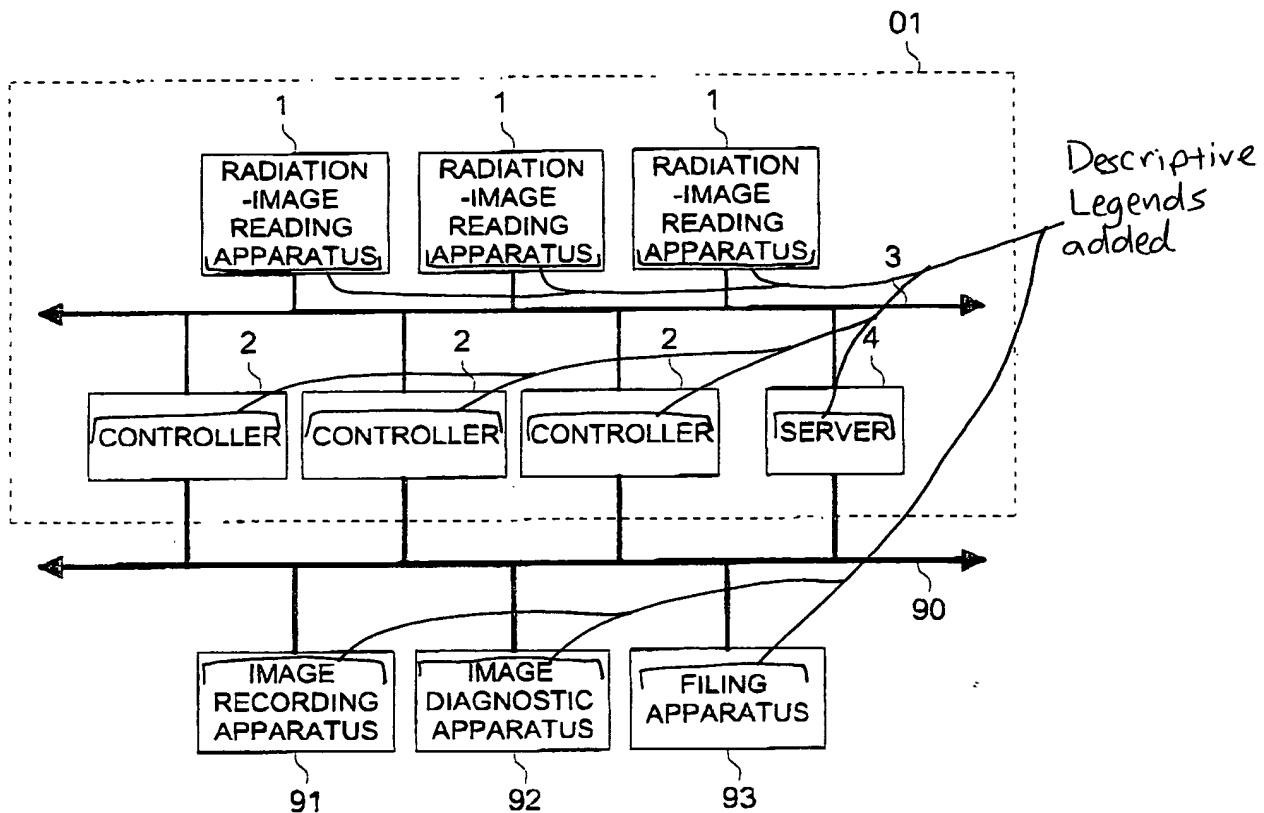 01
1
1
1
RADIATION
-IMAGE
READING
APPARATUS
RADIATION
-IMAGE
READING
APPARATUS
RADIATION
-IMAGE
READING
APPARATUS
Descriptive
Legends
added
3
2
2
2
4
CONTROLLER
CONTROLLER
CONTROLLER
SERVER
90
IMAGE
RECORDING
APPARATUS
IMAGE
DIAGNOSTIC
APPARATUS
FILING
APPARATUS
91
92
93